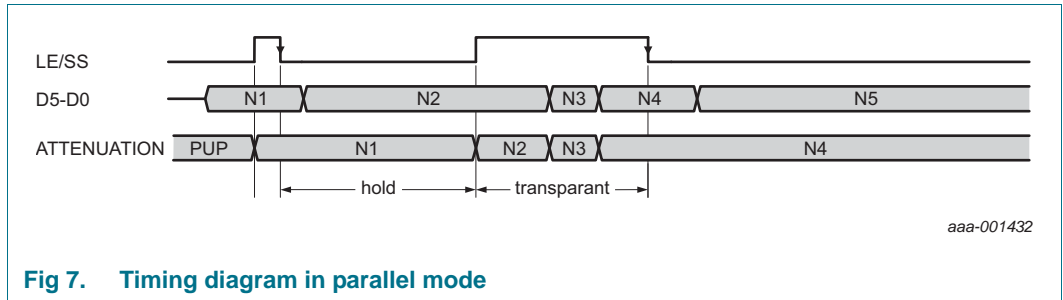 LE/SS
D5-D0 N1 N2 N3 N4 N5
ATTENUATION PUP N1 N2 N3 N4
hold transparant
aaa-001432
Fig 7. Timing diagram in parallel mode